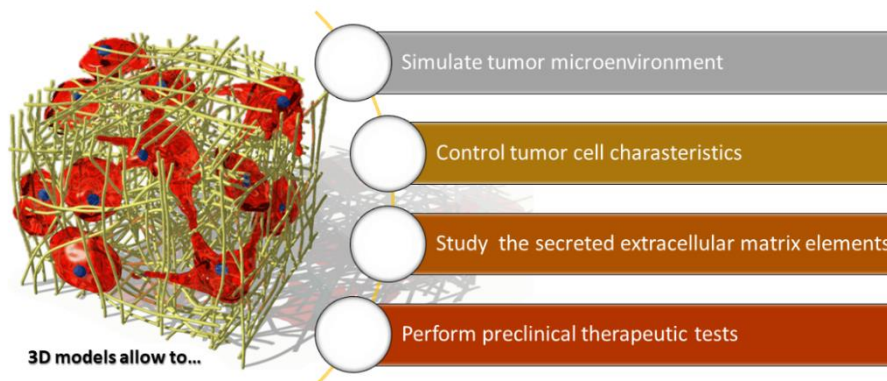 Simulate tumor microenvironment
Control tumor cell charasteristics
Study the secreted extracellular matrix elements
Perform preclinical therapeutic tests
3D models allow to...